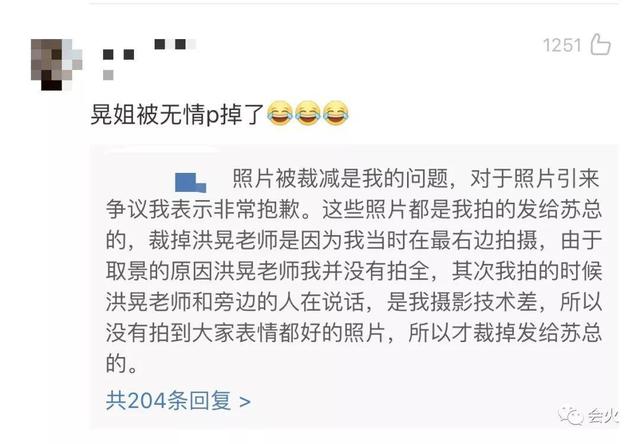 1251
晃姐被无情p掉了😂😂😂
照片被裁减是我的问题，对于照片引来
争议我表示非常抱歉。这些照片都是我拍的发给苏总
的，裁掉洪晃老师是因为我当时在最右边拍摄，由于
取景的原因洪晃老师我并没有拍全，其次我拍的时候
洪晃老师和旁边的人在说话，是我摄影技术差，所以
没有拍到大家表情都好的照片，所以才裁掉发给苏总
的。
共204条回复 >
会火